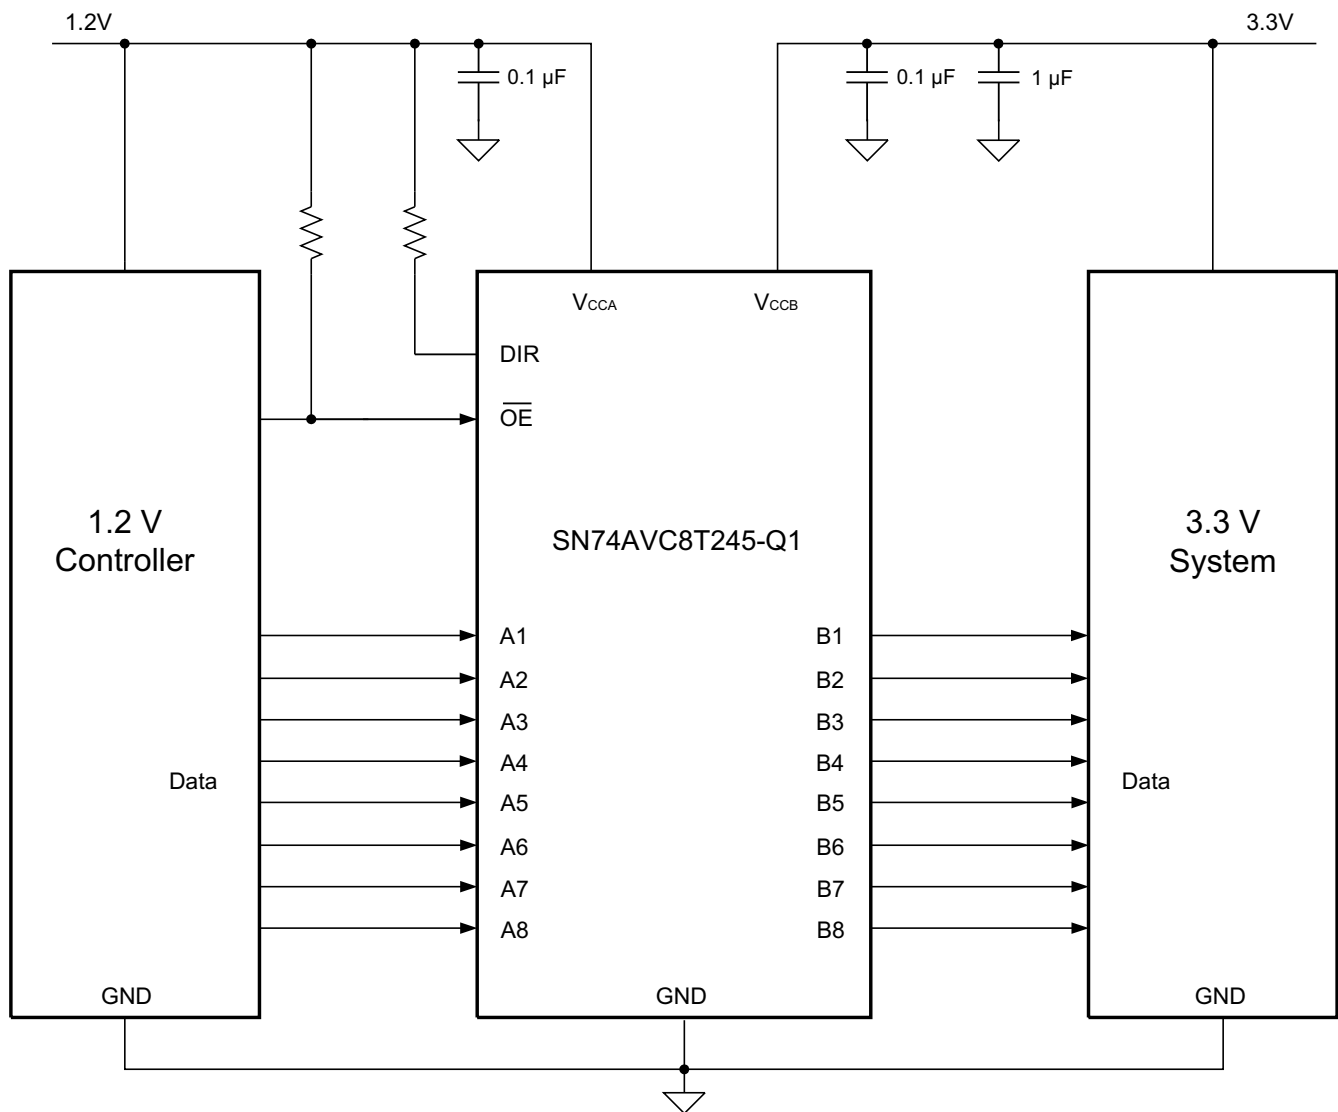 1.2V
3.3V
0.1 µF
0.1 µF
1 µF
VCCA
VCCB
DIR
OE
1.2 V
Controller
SN74AVC8T245-Q1
3.3 V
System
A1
B1
A2
B2
A3
B3
A4
B4
Data
Data
A5
B5
A6
B6
A7
B7
A8
B8
GND
GND
GND